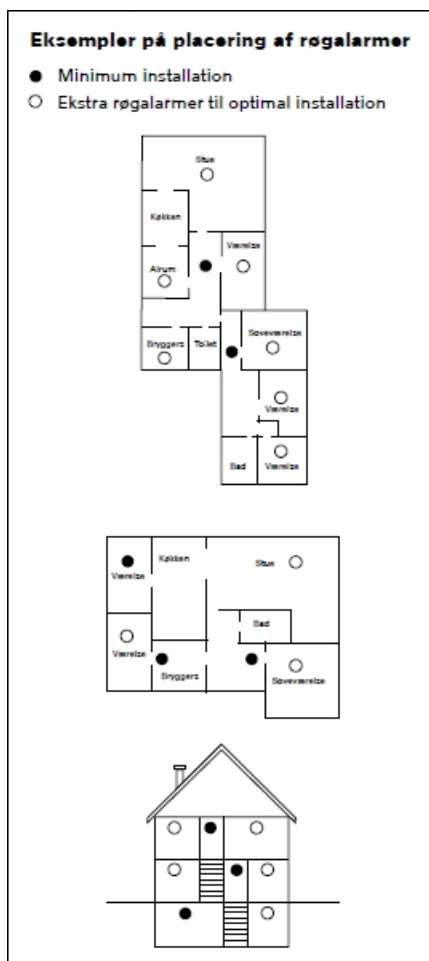 Eksempler på placering af røgalarmer
Minimum installation
Ekstra røgalarmer til optimal installation
Stue
Køkken
Værelse
Alrum
Soveværelse
Bryggers
Toilet
Værelse
Bad
Værelse
Køkken
Stue
Værelse
Bad
Værelse
Bryggers
Soveværelse